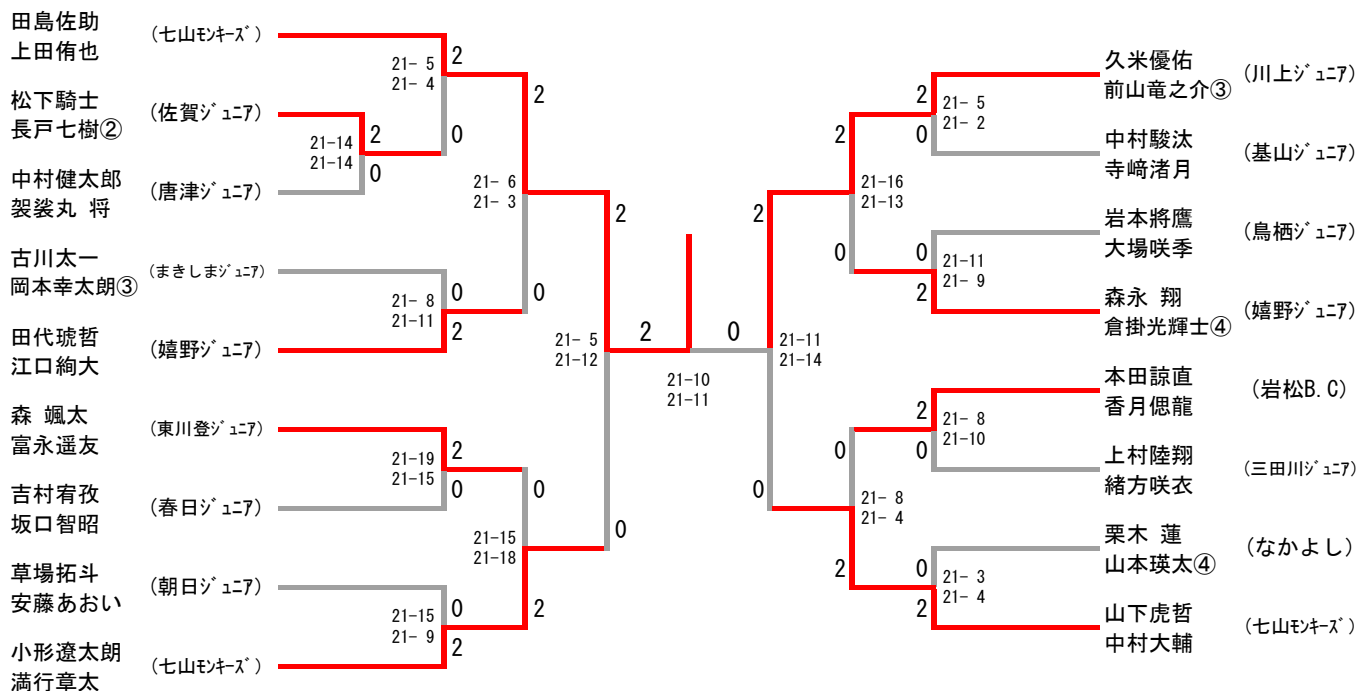 田島佐助
上田侑也
(七山ﾓﾝｷｰｽﾞ)
松下騎士
長戸七樹②
(佐賀ｼﾞｭﾆｱ)
中村健太郎
袈裟丸 将
(唐津ｼﾞｭﾆｱ)
古川太一
岡本幸太朗③
(まきしまｼﾞｭﾆｱ)
田代琥哲
江口絢大
(嬉野ｼﾞｭﾆｱ)
森 颯太
富永遥友
(東川登ｼﾞｭﾆｱ)
吉村宥孜
坂口智昭
(春日ｼﾞｭﾆｱ)
草場拓斗
安藤あおい
(朝日ｼﾞｭﾆｱ)
小形遼太朗
満行章太
(七山ﾓﾝｷｰｽﾞ)
21- 5
21- 4
2
0
21-14
21-14
2
0
21- 8
21-11
0
2
21-19
21-15
2
0
21-15
21- 9
0
2
21- 6
21- 3
2
0
21-15
21-18
0
2
21- 5
21-12
2
0
2
0
21-10
21-11
21-11
21-14
2
0
21-16
21-13
2
0
21- 8
21- 4
0
2
21- 5
21- 2
2
0
21-11
21- 9
0
2
21- 8
21-10
2
0
21- 3
21- 4
0
2
久米優佑
前山竜之介③
(川上ｼﾞｭﾆｱ)
中村駿汰
寺﨑渚月
(基山ｼﾞｭﾆｱ)
岩本將鷹
大場咲季
(鳥栖ｼﾞｭﾆｱ)
森永 翔
倉掛光輝士④
(嬉野ｼﾞｭﾆｱ)
本田諒直
香月偲龍
(岩松B.C)
上村陸翔
緒方咲衣
(三田川ｼﾞｭﾆｱ)
栗木 蓮
山本瑛太④
(なかよし)
山下虎哲
中村大輔
(七山ﾓﾝｷｰｽﾞ)